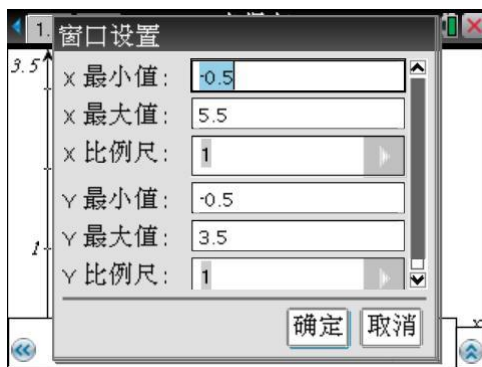 1.
窗口设置
3.5
X 最小值: -0.5
X 最大值: 5.5
X 比例尺: 1
Y 最小值: -0.5
Y 最大值: 3.5
1
Y 比例尺: 1
确定 取消
x